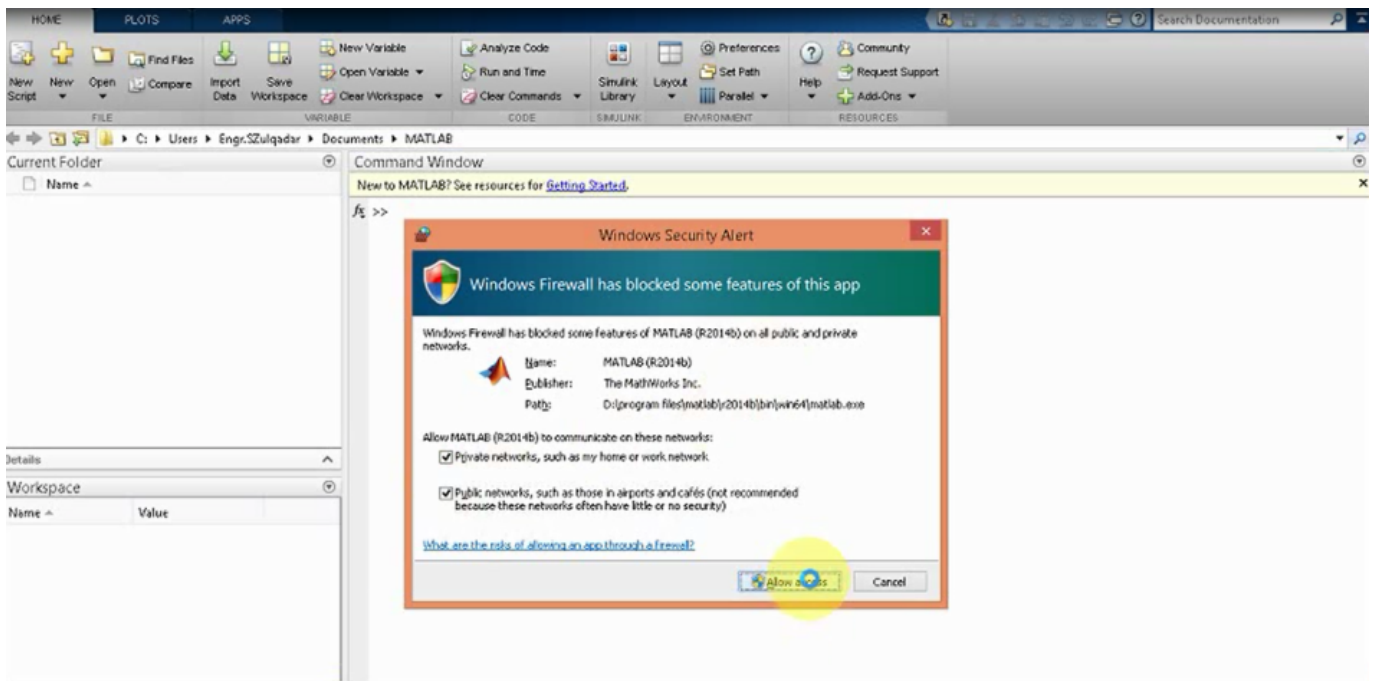 HOME PLOTS APPS
Search Documentation
New Script
New
Open
Find Files
Compare
Import Data
Save Workspace
New Variable
Open Variable
Clear Workspace
Analyze Code
Run and Time
Clear Commands
Simulink Library
Layout
Preferences
Set Path
Parallel
Help
Community
Request Support
Add-Ons
FILE VARIABLE CODE SIMULINK ENVIRONMENT RESOURCES
C: Users Engr.SZulqadar Documents MATLAB
Current Folder
Name
Command Window
New to MATLAB? See resources for Getting Started.
fx >>
Windows Security Alert
Windows Firewall has blocked some features of this app
Windows Firewall has blocked some features of MATLAB (R2014b) on all public and private
networks.
Name: MATLAB (R2014b)
Publisher: The MathWorks Inc.
Path: D:\program files\matlab\r2014b\bin\win64\matlab.exe
Allow MATLAB (R2014b) to communicate on these networks:
Private networks, such as my home or work network
Public networks, such as those in airports and cafés (not recommended
because these networks often have little or no security)
What are the risks of allowing an app through a firewall?
Allow access Cancel
Details
Workspace
Name Value